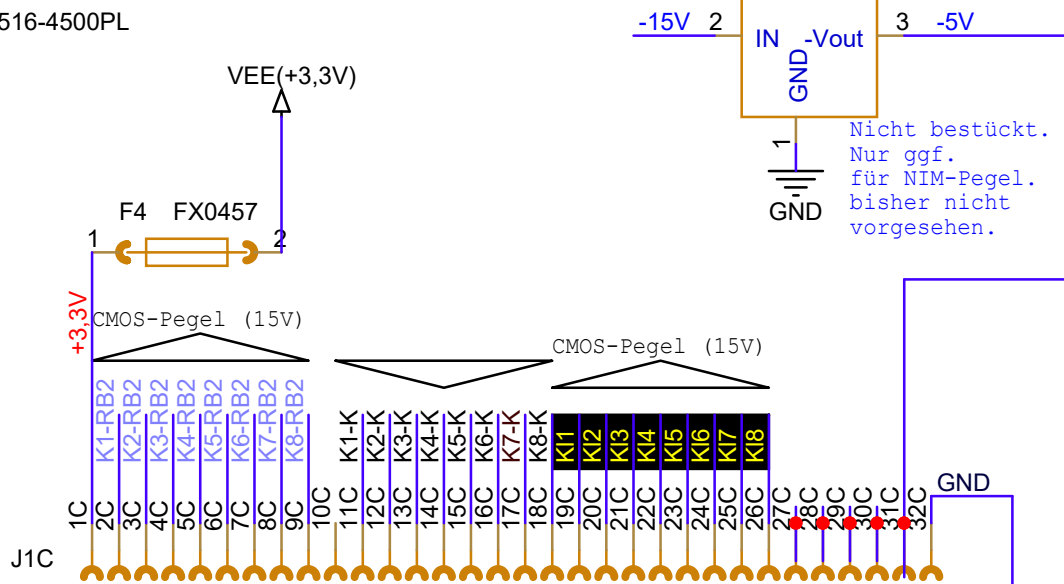 516-4500PL
-15V 2
IN -Vout
GND
3 -5V
1
GND
Nicht bestückt.
Nur ggf.
für NIM-Pegel.
bisher nicht
vorgesehen.
VEE(+3,3V)
F4 FX0457
1
2
+3,3V
CMOS-Pegel (15V)
CMOS-Pegel (15V)
K1-RB2
K2-RB2
K3-RB2
K4-RB2
K5-RB2
K6-RB2
K7-RB2
K8-RB2
K1-K
K2-K
K3-K
K4-K
K5-K
K6-K
K7-K
K8-K
KI1
KI2
KI3
KI4
KI5
KI6
KI7
KI8
GND
1C
2C
3C
4C
5C
6C
7C
8C
9C
10C
11C
12C
13C
14C
15C
16C
17C
18C
19C
20C
21C
22C
23C
24C
25C
26C
27C
28C
29C
30C
31C
32C
J1C